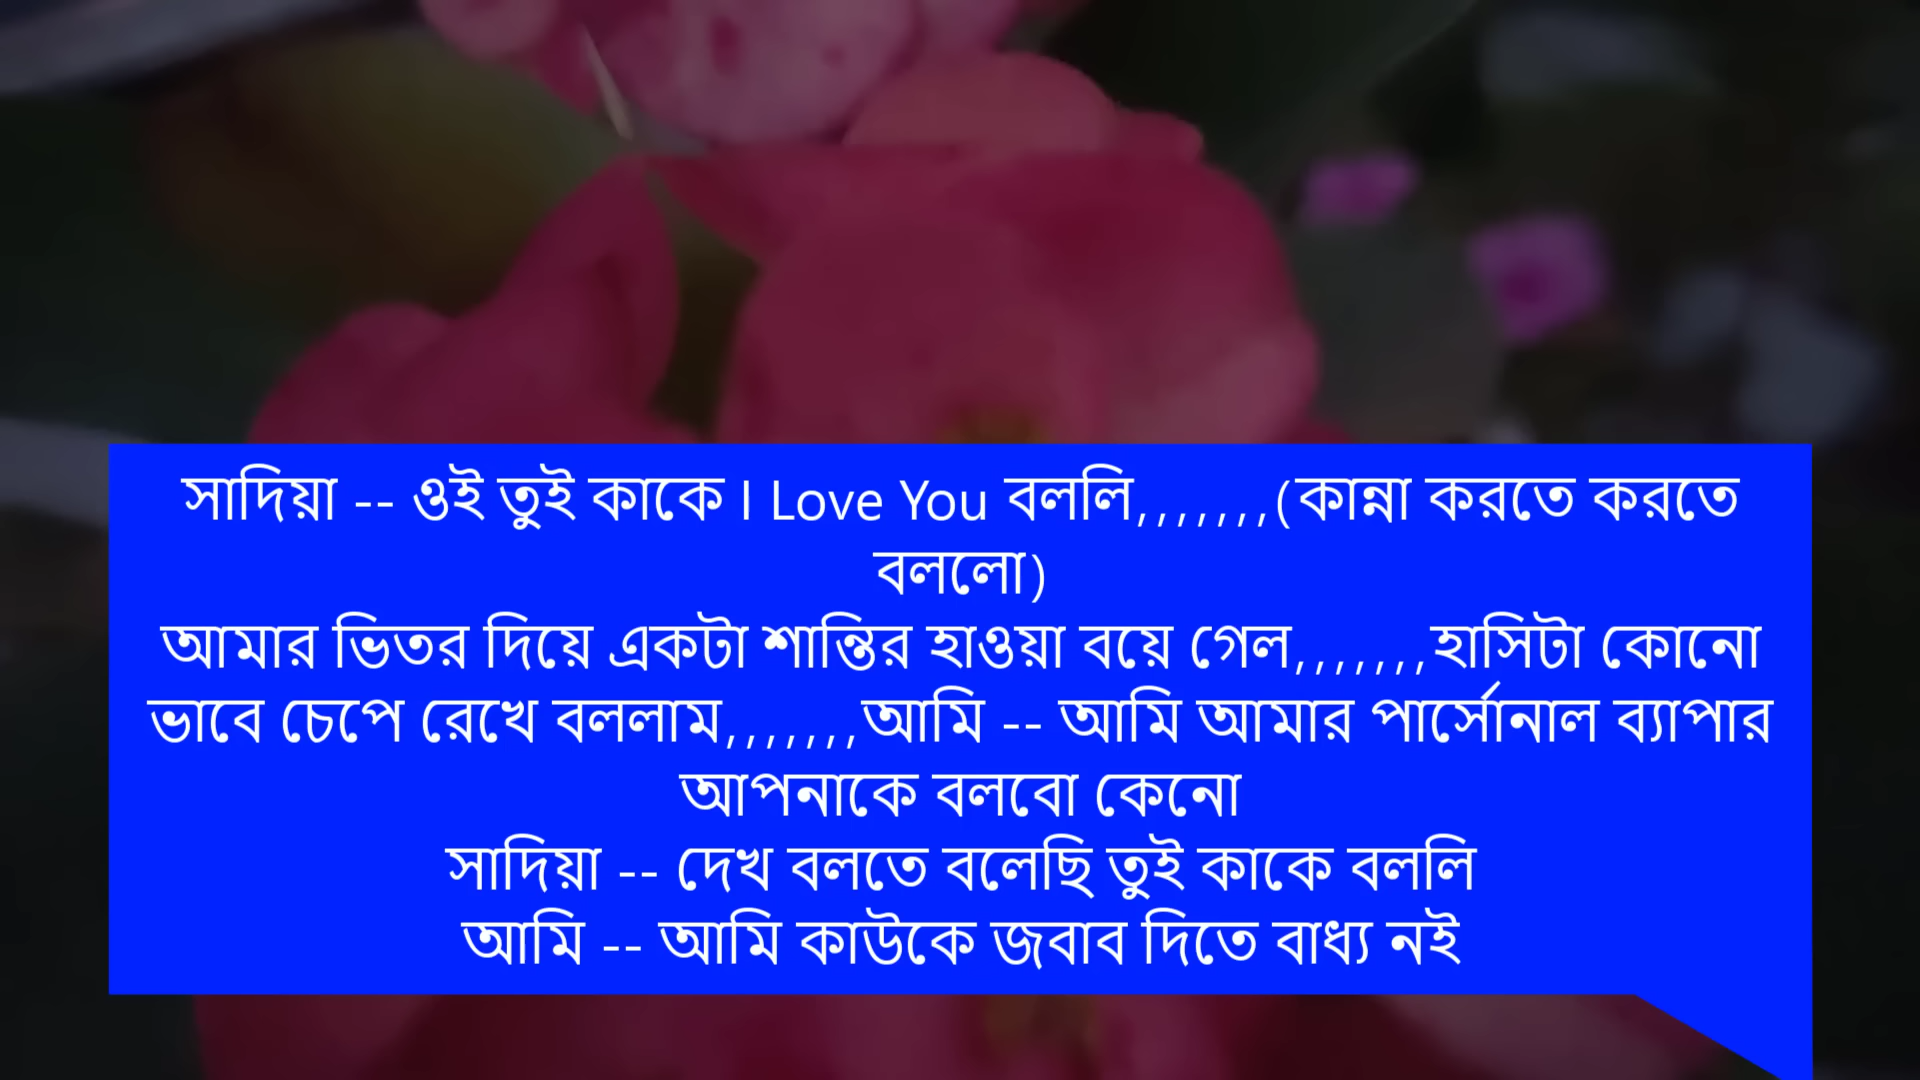 সাদিয়া -- ওই তুই কাকে I Love You বললি,,,,,,,(কান্না করতে করতে
বললো)
আমার ভিতর দিয়ে একটা শান্তির হাওয়া বয়ে গেল,,,,,,,হাসিটা কোনো
ভাবে চেপে রেখে বললাম,,,,,,,আমি -- আমি আমার পার্সোনাল ব্যাপার
আপনাকে বলবো কেনো
সাদিয়া -- দেখ বলতে বলেছি তুই কাকে বললি
আমি -- আমি কাউকে জবাব দিতে বাধ্য নই